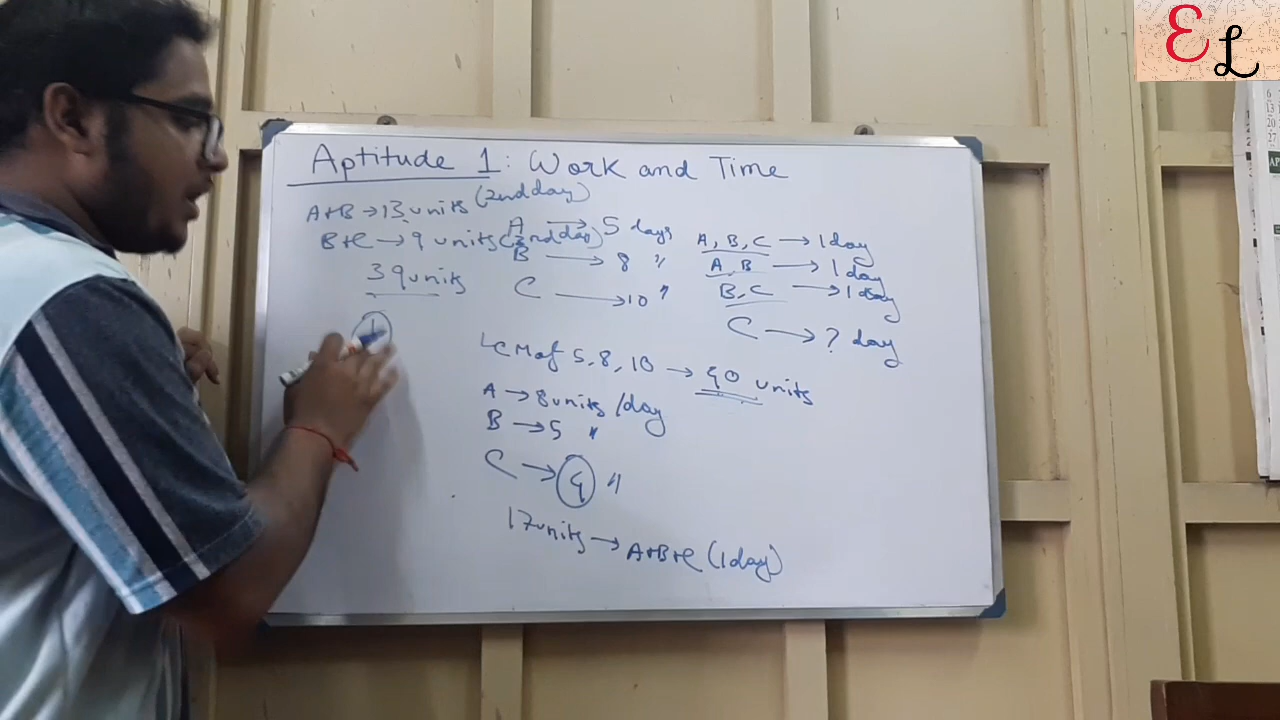 Aptitude 1: Work and Time
A+B → 13 units (2nd day)
B+C → 9 units (3rd day)
39 units
A → 5 days
B → 8 "
C → 10 "
A, B, C → 1 day
A, B → 1 day
B, C → 1 day
C → ? day
LCM of 5, 8, 10 → 40 units
A → 8 units /day
B → 5 "
C → 4 "
17 units → A+B+C (1 day)
1
EL